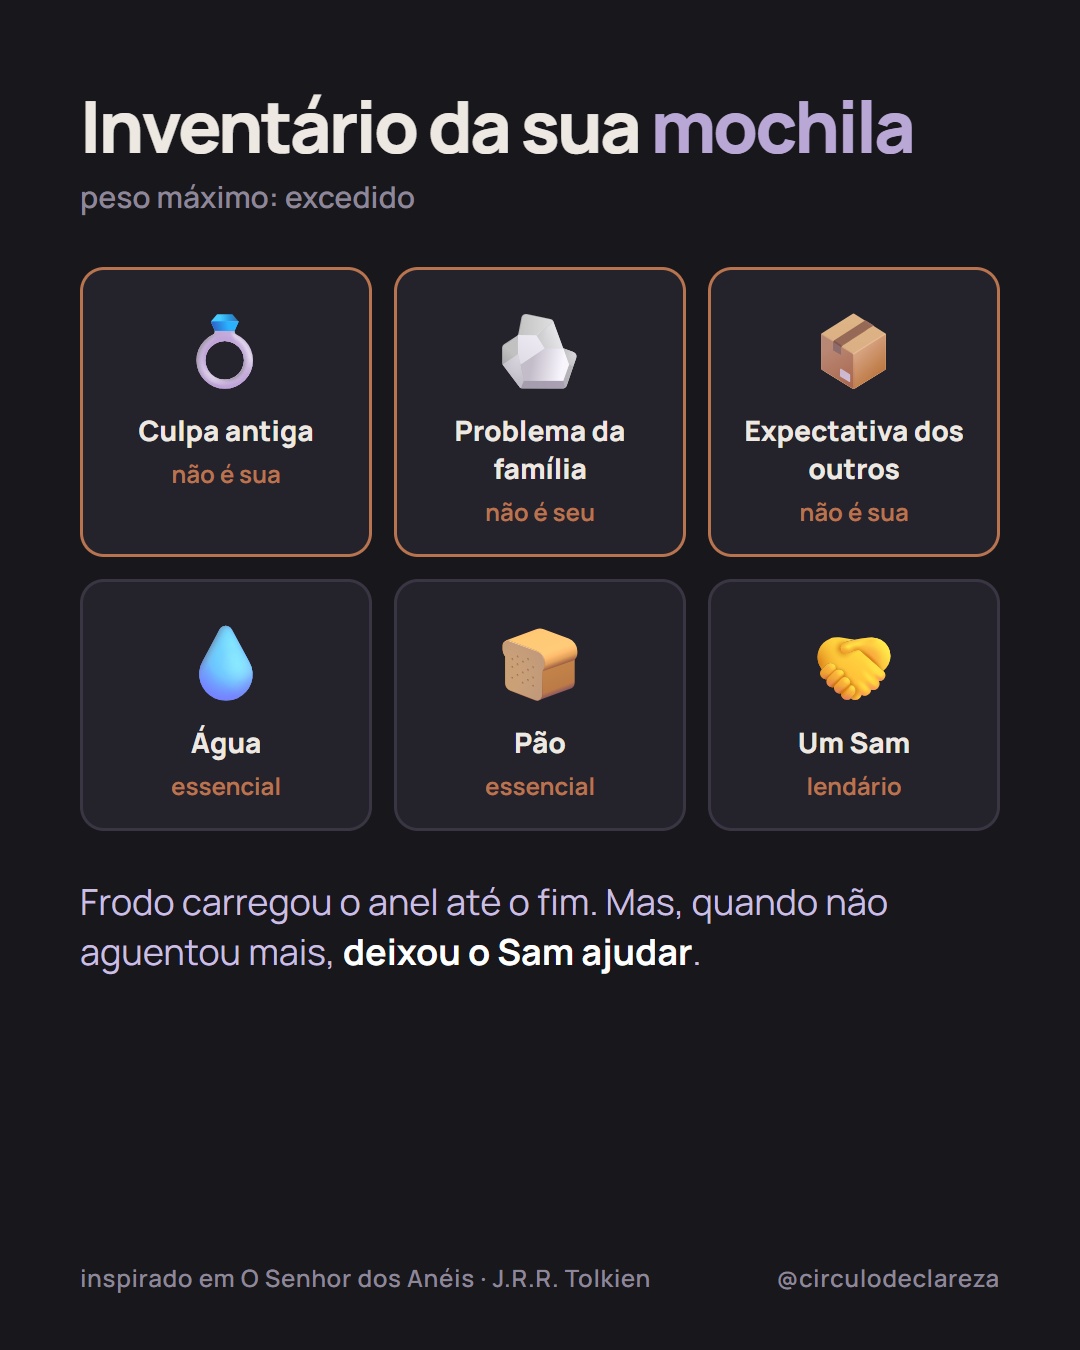 Inventário da sua mochila
peso máximo: excedido
Culpa antiga
não é sua
Problema da
família
não é seu
Expectativa dos
outros
não é sua
Água
essencial
Pão
essencial
Um Sam
lendário
Frodo carregou o anel até o fim. Mas, quando não
aguentou mais, deixou o Sam ajudar.
inspirado em O Senhor dos Anéis · J.R.R. Tolkien
@circulodeclareza